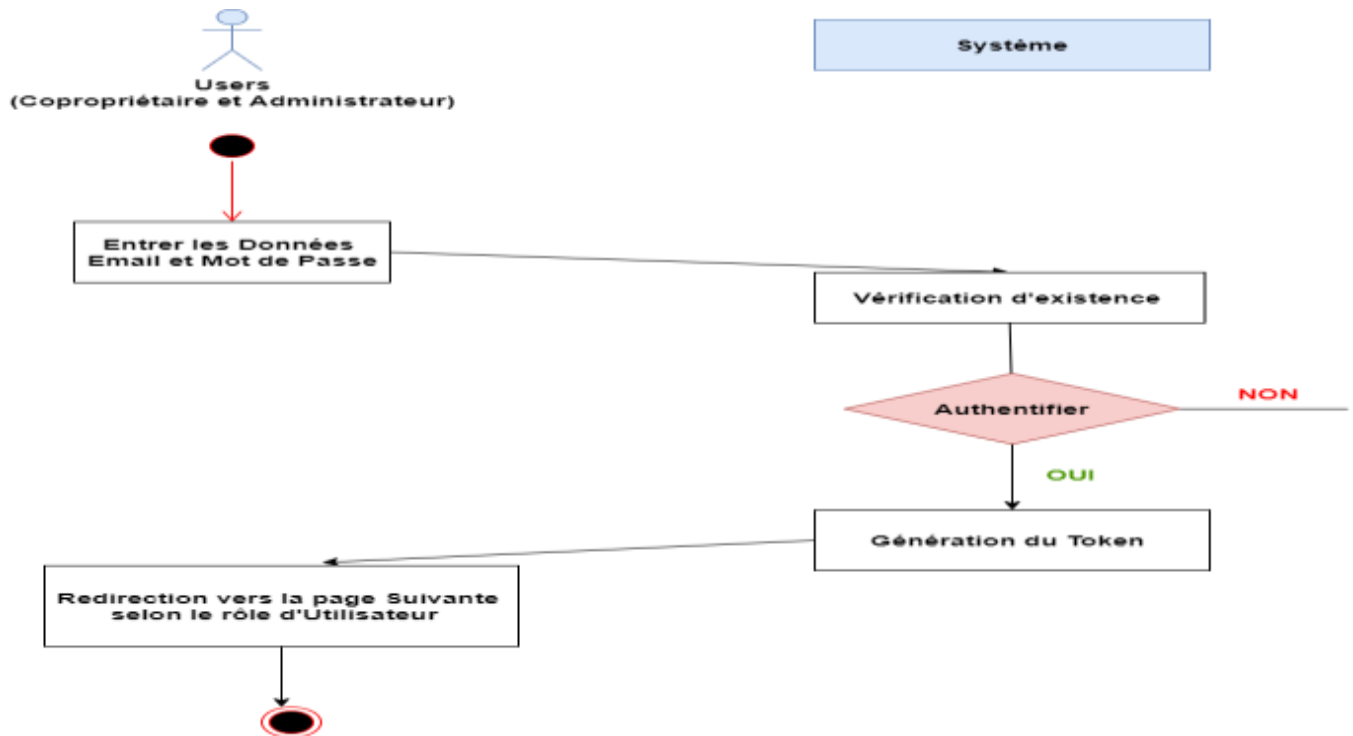 Users
(Copropriétaire et Administrateur)
Système
Entrer les Données
Email et Mot de Passe
Vérification d'existence
Authentifier
NON
OUI
Génération du Token
Redirection vers la page Suivante
selon le rôle d'Utilisateur